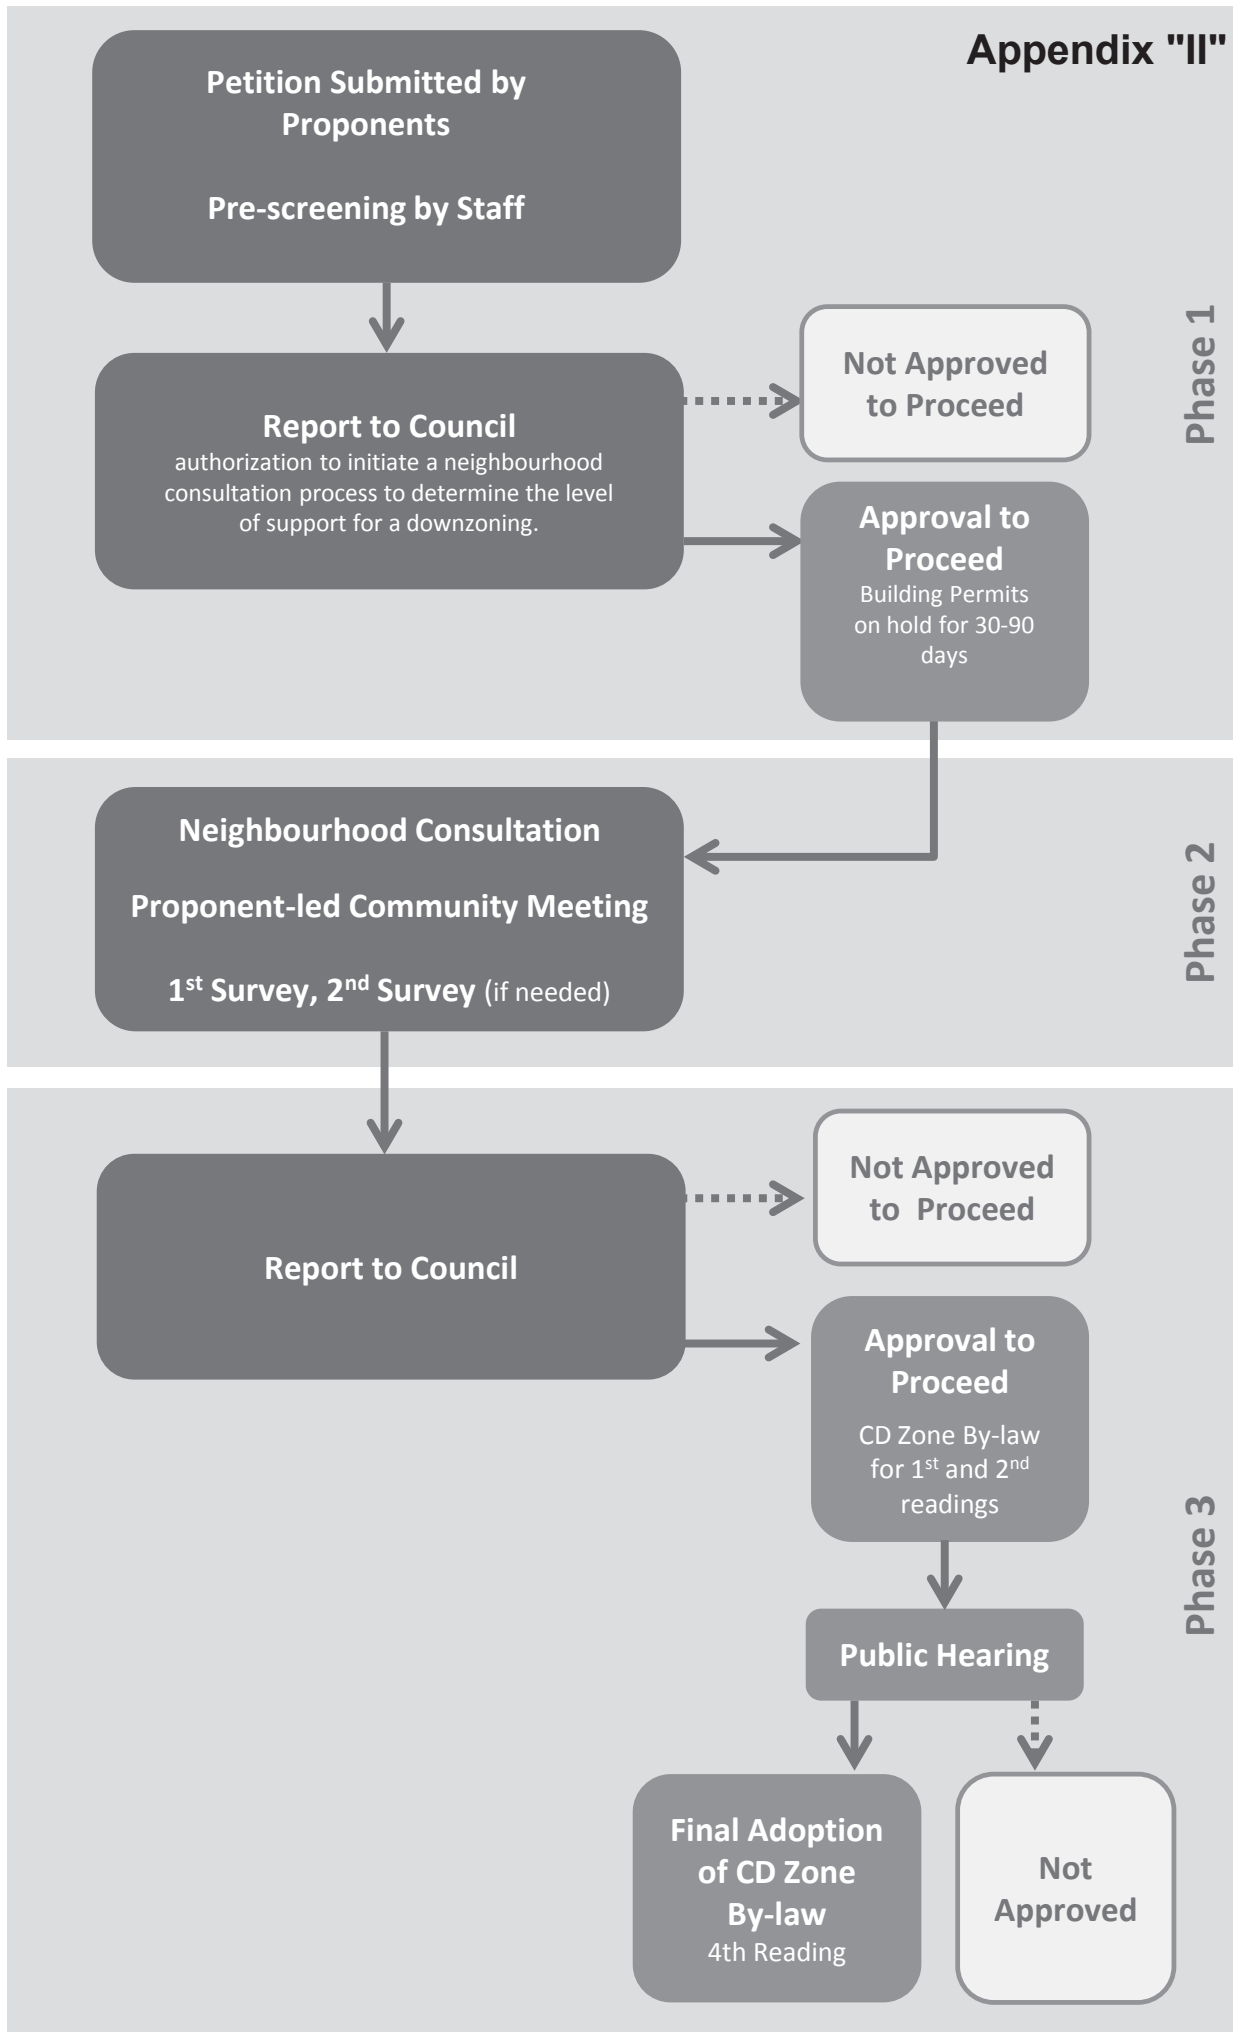 Appendix "II"
Petition Submitted by
Proponents
Pre-screening by Staff
Phase 1
Report to Council
authorization to initiate a neighbourhood
consultation process to determine the level
of support for a downzoning.
Not Approved
to Proceed
Approval to
Proceed
Building Permits
on hold for 30-90
days
Phase 2
Neighbourhood Consultation
Proponent-led Community Meeting
1st Survey, 2nd Survey (if needed)
Phase 3
Report to Council
Not Approved
to Proceed
Approval to
Proceed
CD Zone By-law
for 1st and 2nd
readings
Public Hearing
Final Adoption
of CD Zone
By-law
4th Reading
Not
Approved